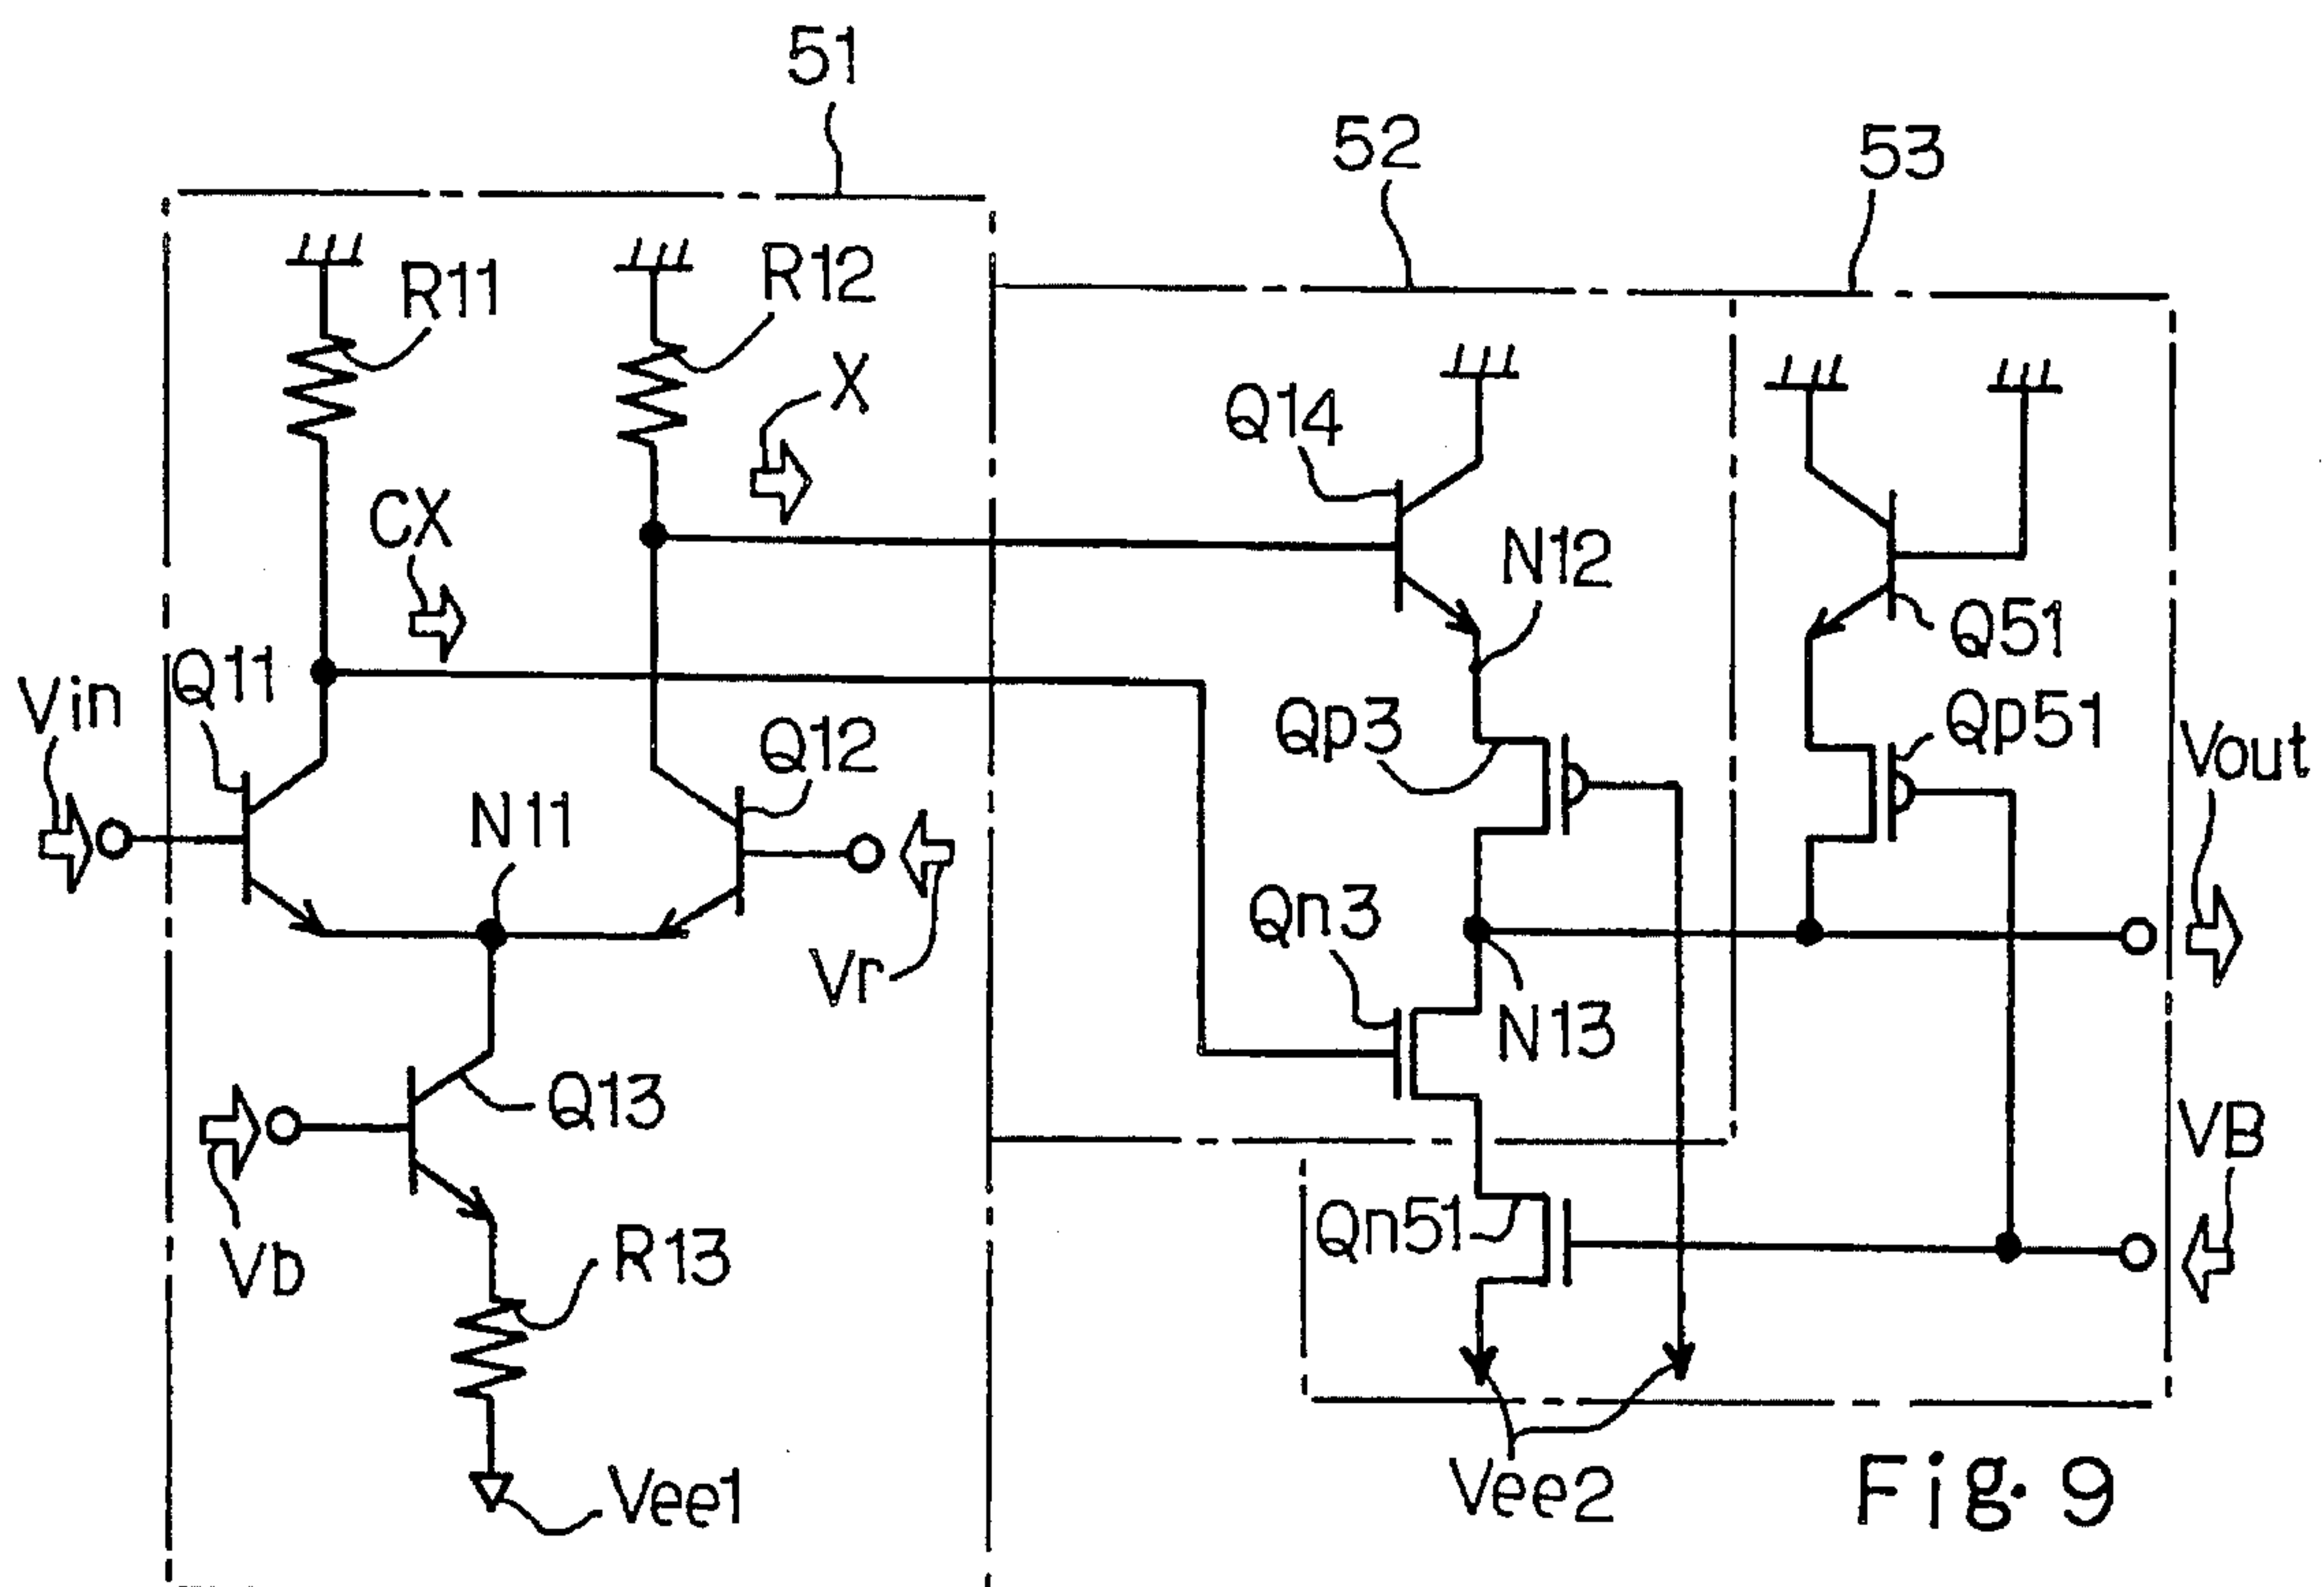 51
52
53
R11
R12
X
Q14
CX
N12
Q51
Vin
Q11
Q12
Qp3
Qp51
Vout
N11
Qn3
Vr
N13
Q13
VB
Vb
R13
Qn51
Vee1
Vee2
Fig. 9